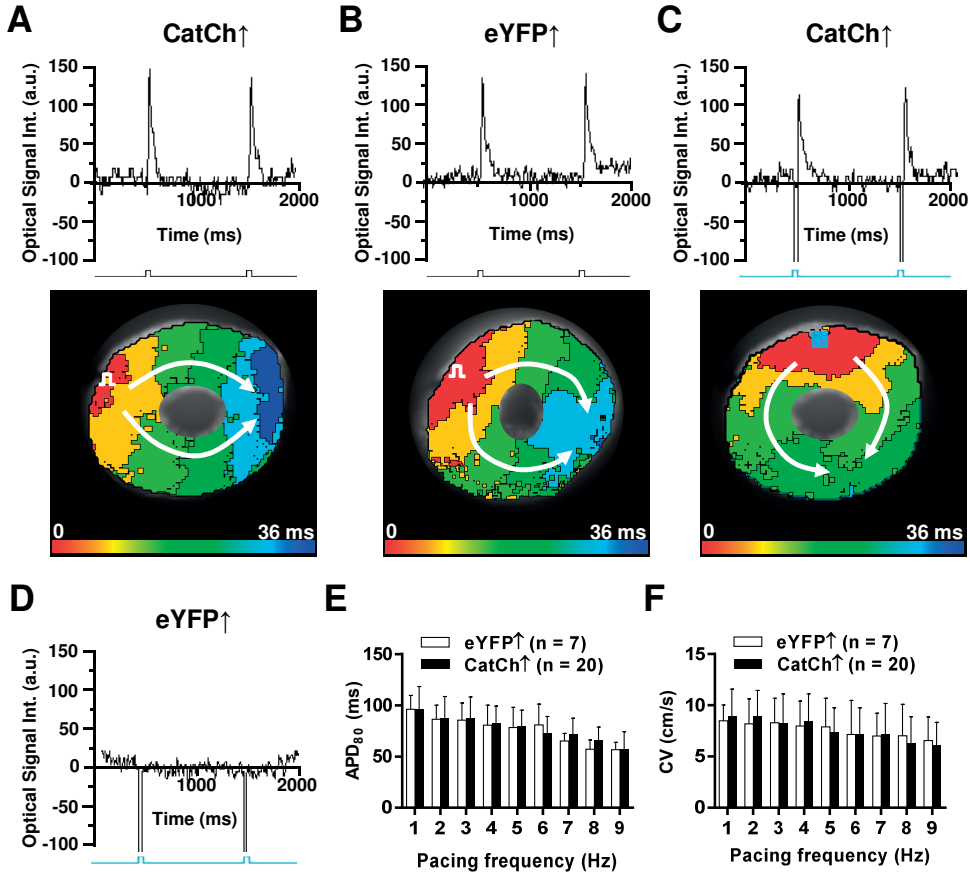 A
CatCh↑
Optical Signal Int. (a.u.)
150
100
50
0
-50
-100
1000
2000
Time (ms)
0
36 ms
B
eYFP↑
Optical Signal Int. (a.u.)
150
100
50
0
-50
-100
1000
2000
Time (ms)
0
36 ms
C
CatCh↑
Optical Signal Int. (a.u.)
150
100
50
0
-50
-100
1000
2000
Time (ms)
0
36 ms
D
eYFP↑
Optical Signal Int. (a.u.)
150
100
50
0
-50
-100
1000
2000
Time (ms)
E
eYFP↑ (n = 7)
CatCh↑ (n = 20)
APD80 (ms)
150
100
50
0
1 2 3 4 5 6 7 8 9
Pacing frequency (Hz)
F
eYFP↑ (n = 7)
CatCh↑ (n = 20)
CV (cm/s)
15
10
5
0
1 2 3 4 5 6 7 8 9
Pacing frequency (Hz)